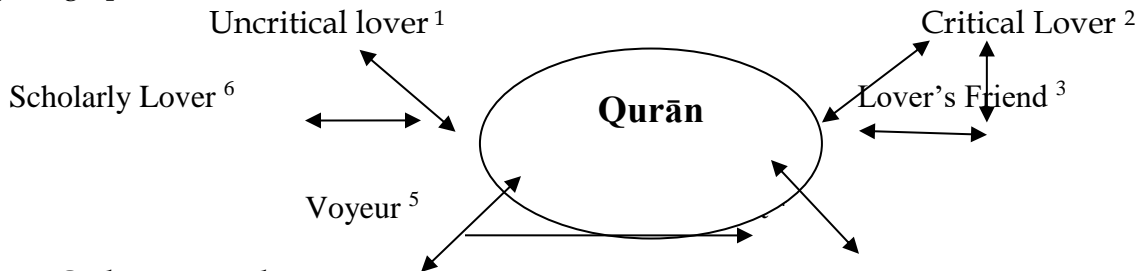 Uncritical lover 1
Critical Lover 2
Scholarly Lover 6
Lover’s Friend 3
Qurān
Voyeur 5